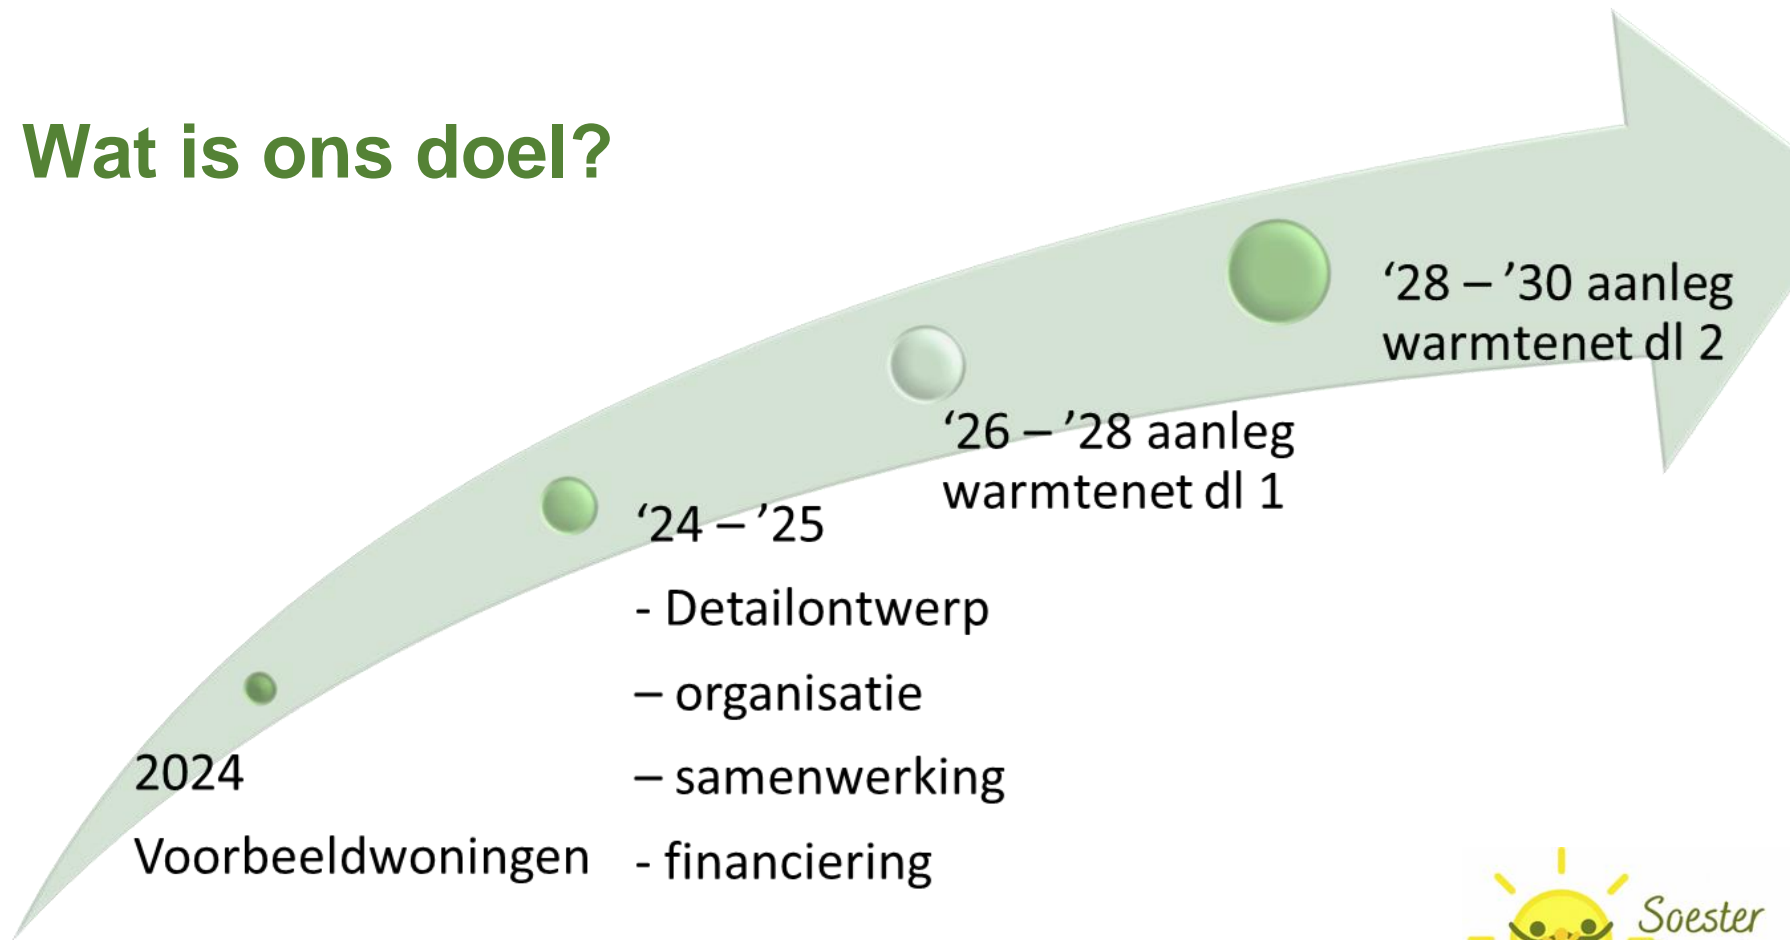 Wat is ons doel?
2024
Voorbeeldwoningen
‘24 – ’25
- Detailontwerp
– organisatie
– samenwerking
- financiering
‘26 – ’28 aanleg
warmtenet dl 1
‘28 – ’30 aanleg
warmtenet dl 2
Soester